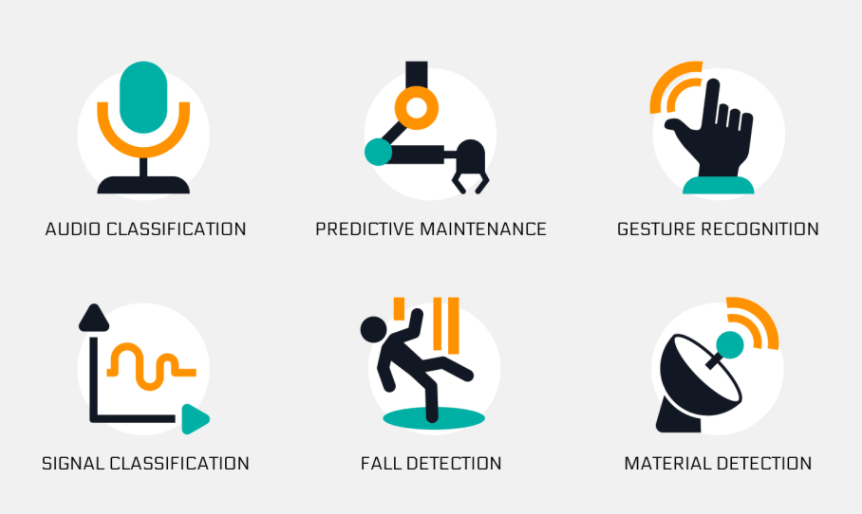 AUDIO CLASSIFICATION
PREDICTIVE MAINTENANCE
GESTURE RECOGNITION
SIGNAL CLASSIFICATION
FALL DETECTION
MATERIAL DETECTION